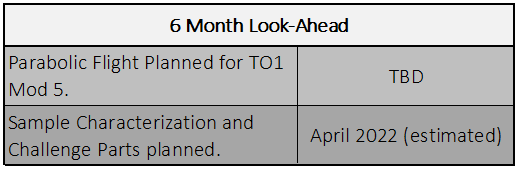 6 Month Look-Ahead
Parabolic Flight Planned for TO1
Mod 5.
TBD
Sample Characterization and
Challenge Parts planned.
April 2022 (estimated)